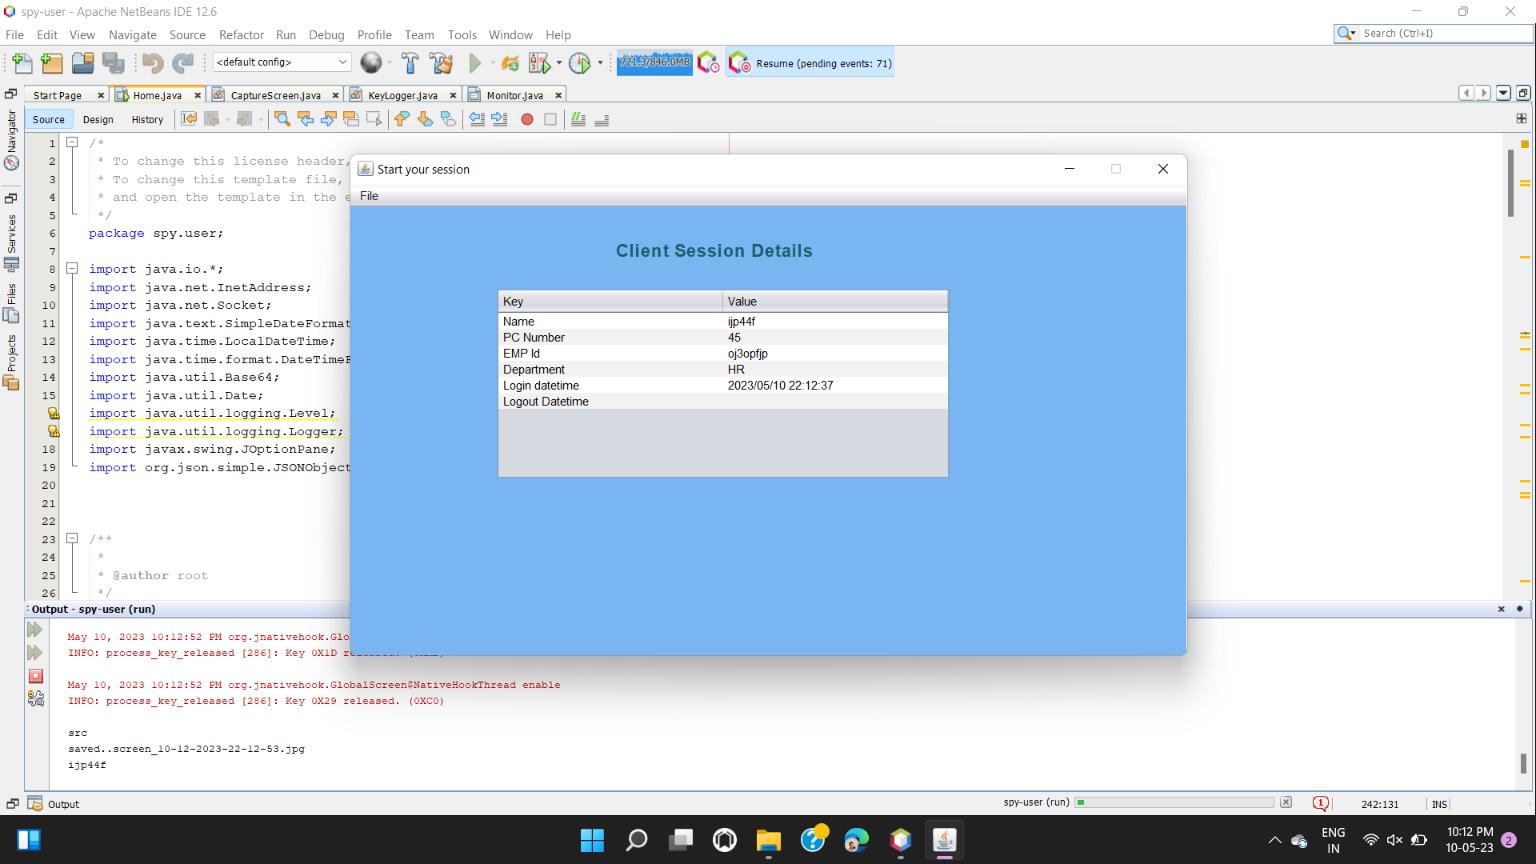 spy-user - Apache NetBeans IDE 12.6
File Edit View Navigate Source Refactor Run Debug Profile Team Tools Window Help
Search (Ctrl+I)
<default config>
721.3/846.0MB
Resume (pending events: 71)
Start Page Home.java CaptureScreen.java KeyLogger.java Monitor.java
Source Design History
Navigator
Services
Files
Projects
1 /*
2 * To change this license header,
3 * To change this template file,
4 * and open the template in the e
5 */
6 package spy.user;
7
8 import java.io.*;
9 import java.net.InetAddress;
10 import java.net.Socket;
11 import java.text.SimpleDateFormat
12 import java.time.LocalDateTime;
13 import java.time.format.DateTimeF
14 import java.util.Base64;
15 import java.util.Date;
import java.util.logging.Level;
import java.util.logging.Logger;
18 import javax.swing.JOptionPane;
19 import org.json.simple.JSONObject
20
21
22
23 /**
24 *
25 * @author root
26 */
Start your session
File
Client Session Details
Key Value
Name ijp44f
PC Number 45
EMP Id oj3opfjp
Department HR
Login datetime 2023/05/10 22:12:37
Logout Datetime
Output - spy-user (run)
May 10, 2023 10:12:52 PM org.jnativehook.Glo
INFO: process_key_released [286]: Key 0X1D
May 10, 2023 10:12:52 PM org.jnativehook.GlobalScreen$NativeHookThread enable
INFO: process_key_released [286]: Key 0X29 released. (0XC0)
src
saved..screen_10-12-2023-22-12-53.jpg
ijp44f
Output
spy-user (run)
1
242:131
INS
ENG
IN
10:12 PM
10-05-23
2